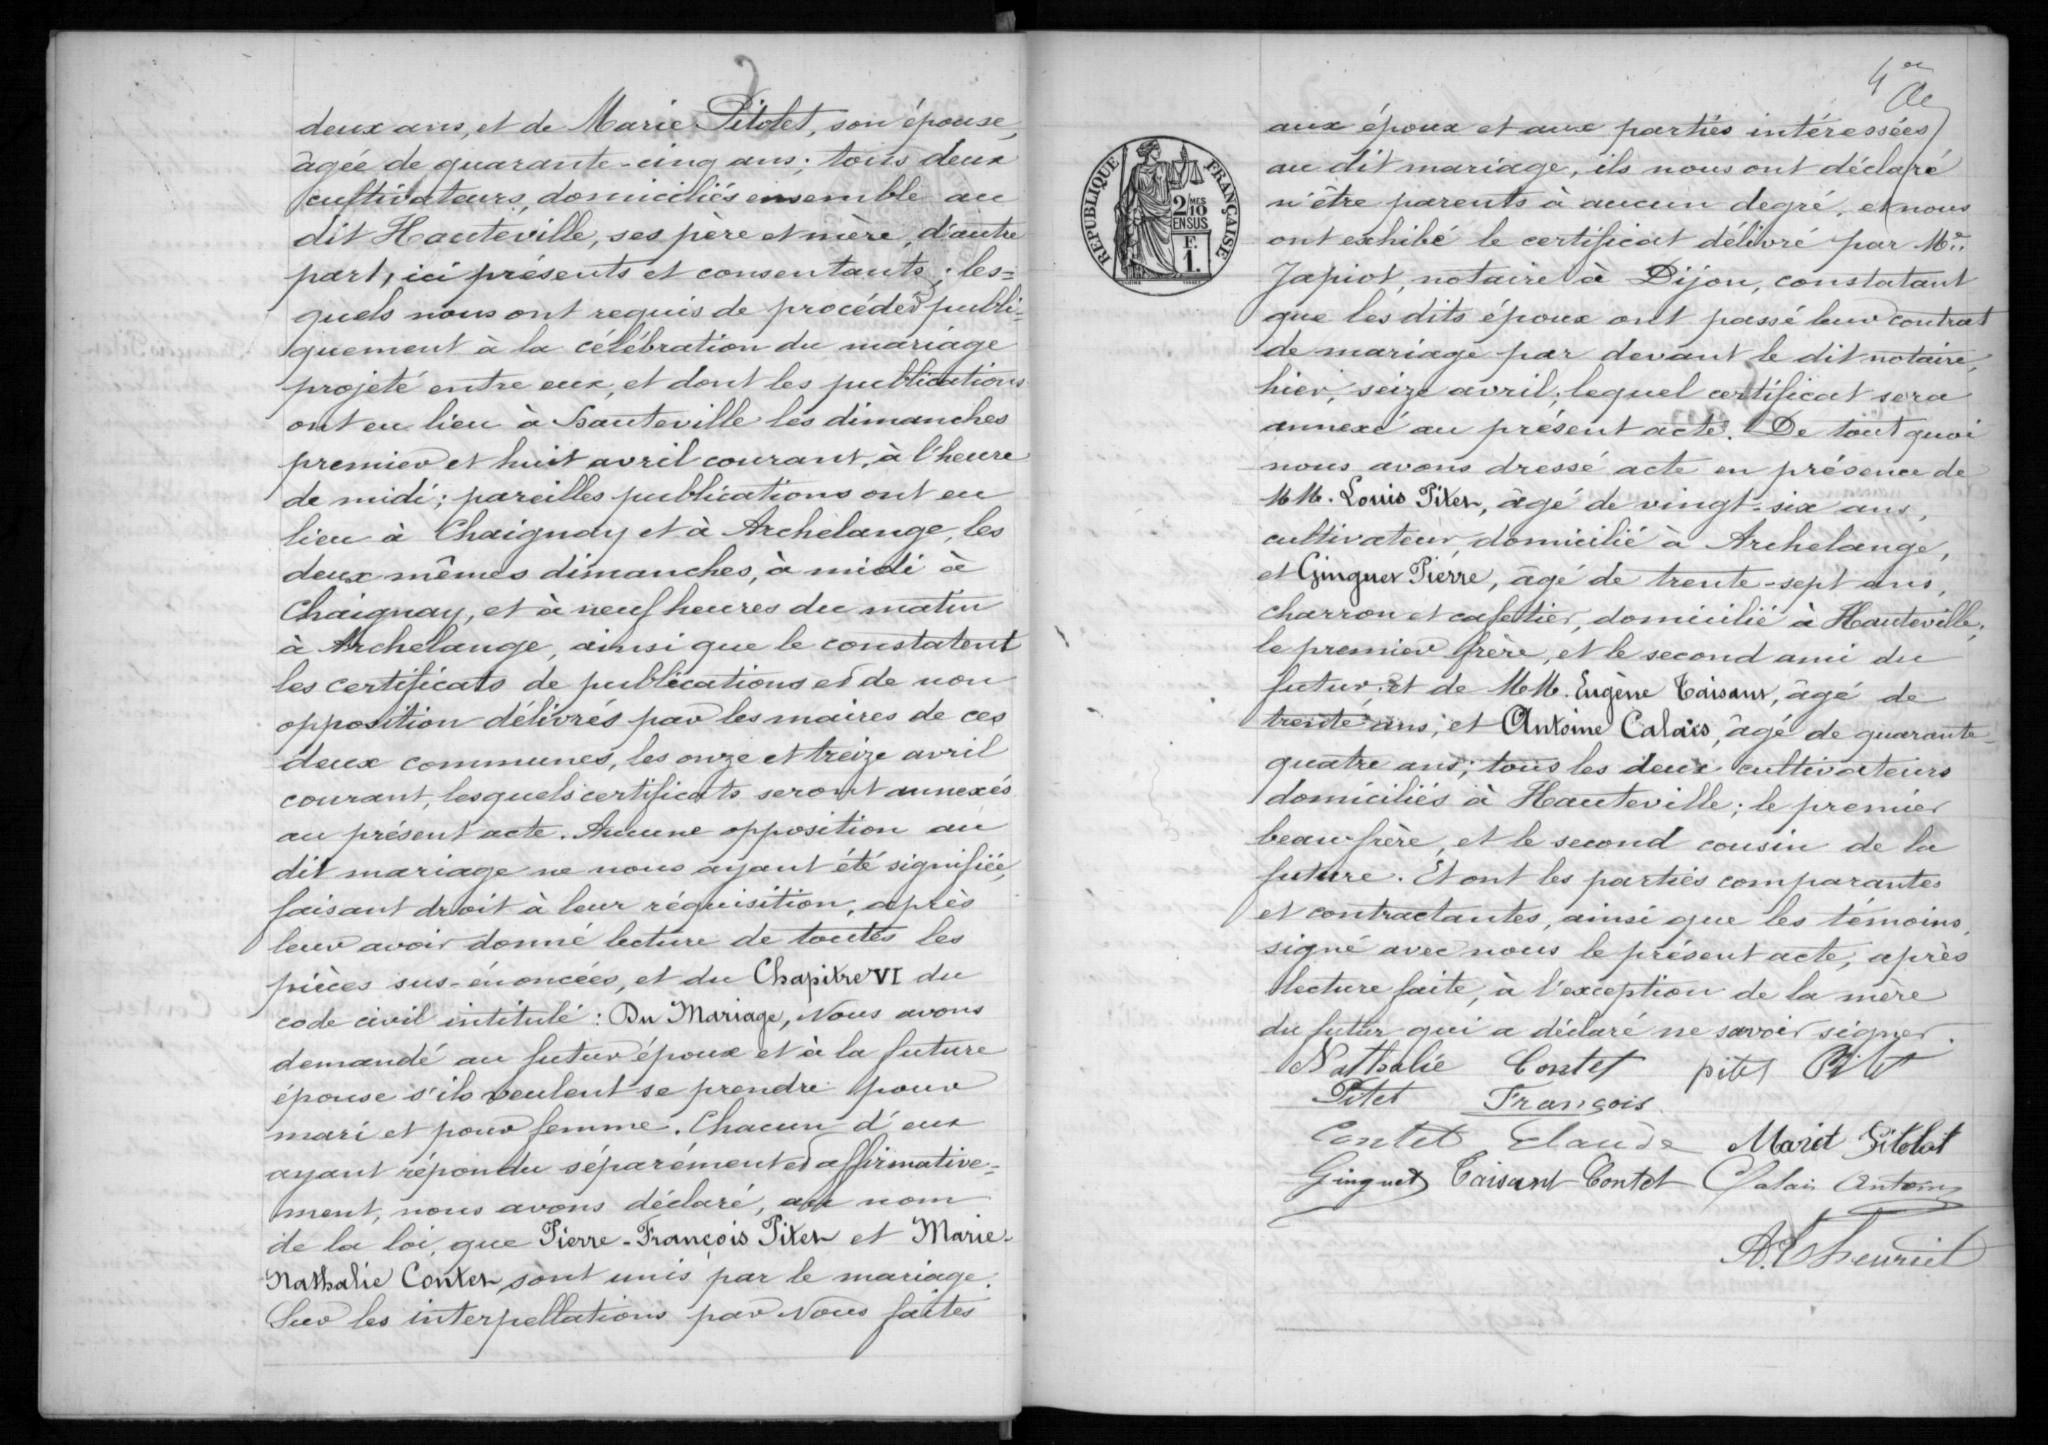 deux ans, et de Marie Pitolet, son épouse,
âgée de quarante-cinq ans; tous deux
cultivateurs, domiciliés ensemble au
dit Hauteville, ses père et mère, d'autre
part, ici présents et consentants; les=
quels nous ont requis de procéder publi-
quement à la célébration du mariage
projeté entre eux, et dont les publications
ont eu lieu à Hauteville les dimanches
premier et huit avril courant, à l'heure
de midi; pareilles publications ont eu
lieu à Chaignay et à Archelange, les
deux mêmes dimanches, à midi à
Chaignay, et à neuf heures du matin
à Archelange, ainsi que le constatent
les certificats de publications et de non
opposition délivrés par les maires de ces
deux communes, les onze et treize avril
courant, lesquels certificats seront annexés
au présent acte. Aucune opposition au
dit mariage ne nous ayant été signifiée,
faisant droit à leur réquisition, après
leur avoir donné lecture de toutes les
pièces sus-énoncées, et du Chapitre VI du
code civil intitulé : Du Mariage, Nous avons
demandé au futur époux et à la future
épouse s'ils veulent se prendre pour
mari et pour femme. Chacun d'eux
ayant répondu séparément et affirmative=
ment, nous avons déclaré, au nom
de la loi, que Pierre-François Pitet et Marie-
Nathalie Contet, sont unis par le mariage.
Sur les interpellations par Nous faites
4
RÉPUBLIQUE FRANÇAISE
2 MES
10
EN SUS
F.
1.
aux époux et aux parties intéressées
au dit mariage, ils nous ont déclaré
n'être parents à aucun degré, et nous
ont exhibé le certificat délivré par Me
Japiot, notaire à Dijon, constatant
que les dits époux ont passé leur contrat
de mariage par devant le dit notaire,
hier, seize avril; lequel certificat sera
annexé au présent acte. De tout quoi
nous avons dressé acte en présence de
MM. Louis Pitet, âgé de vingt-six ans,
cultivateur, domicilié à Archelange,
et Ginguet Pierre, âgé de trente-sept ans,
charron et cafetier, domicilié à Hauteville,
le premier frère, et le second ami du
futur: et de MM. Eugène Taisant, âgé de
trente ans, et Antoine Calais, âgé de quarante-
quatre ans; tous les deux cultivateurs
domiciliés à Hauteville; le premier
beau-frère, et le second cousin de la
future. Et ont les parties comparantes
et contractantes, ainsi que les témoins,
signé avec nous le présent acte, après
lecture faite, à l'exception de la mère
du futur qui a déclaré ne savoir signer.
Nathalie Contet pitet Pitet
Pitet François
Contet Claude Mariet Pitolet
Ginguet Taisant-Contet Calais Antoine
A. Theuriet